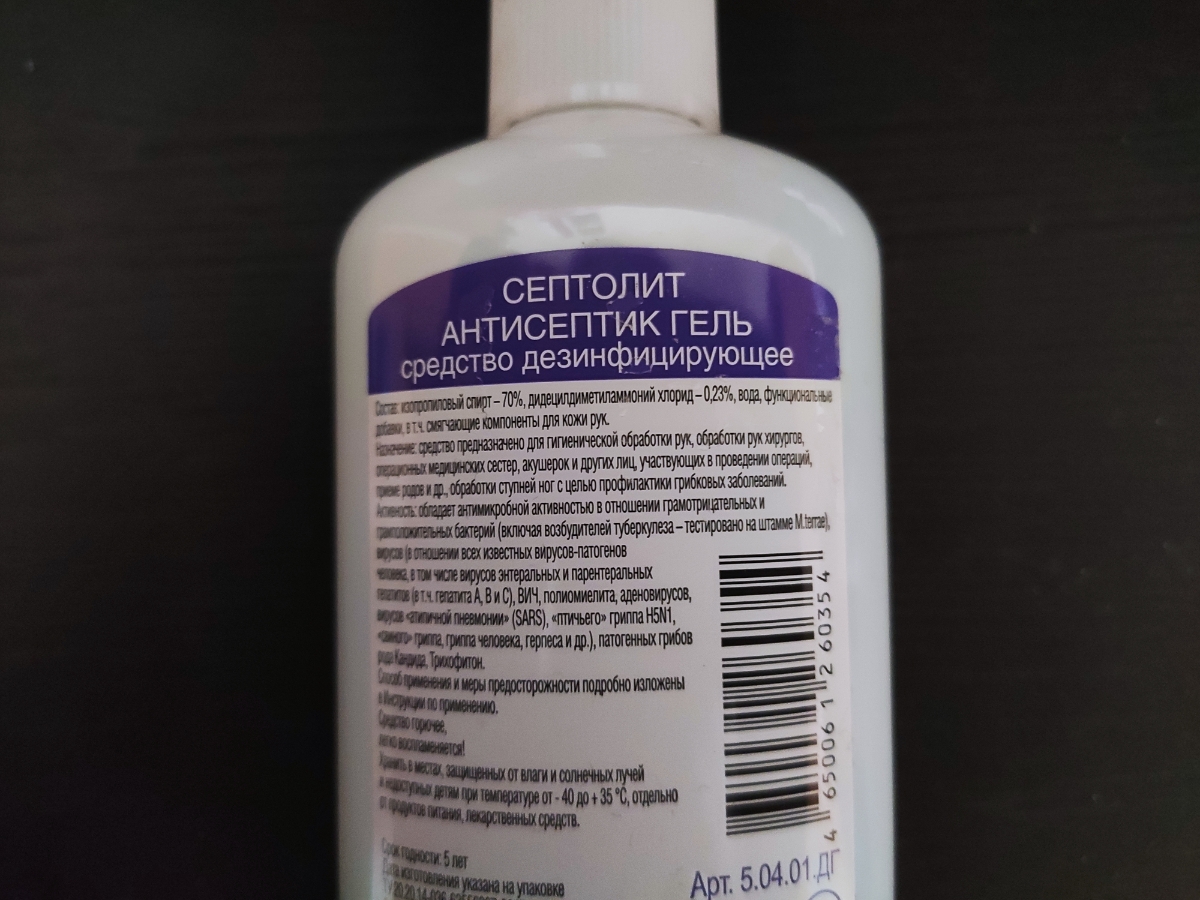 СЕПТОЛИТ
АНТИСЕПТИК ГЕЛЬ
средство дезинфицирующее
Состав: изопропиловый спирт – 70%, дидецилдиметиламмоний хлорид – 0,23%, вода, функциональные
добавки, в т.ч. смягчающие компоненты для кожи рук.
Назначение: средство предназначено для гигиенической обработки рук, обработки рук хирургов,
операционных медицинских сестер, акушерок и других лиц, участвующих в проведении операций,
приеме родов и др., обработки ступней ног с целью профилактики грибковых заболеваний.
Активность: обладает антимикробной активностью в отношении грамотрицательных и
грамположительных бактерий (включая возбудителей туберкулеза – тестировано на штамме M.terrae),
вирусов (в отношении всех известных вирусов-патогенов
человека, в том числе вирусов энтеральных и парентеральных
гепатитов (в т.ч. гепатита А, В и С), ВИЧ, полиомиелита, аденовирусов,
вирусов «атипичной пневмонии» (SARS), «птичьего» гриппа H5N1,
«свиного» гриппа, гриппа человека, герпеса и др.), патогенных грибов
рода Кандида, Трихофитон.
Способ применения и меры предосторожности подробно изложены
в Инструкции по применению.
Средство горючее,
легко воспламеняется!
Хранить в местах, защищенных от влаги и солнечных лучей
и недоступных детям при температуре от - 40 до + 35 °С, отдельно
от продуктов питания, лекарственных средств.
Срок годности: 5 лет
Дата изготовления указана на упаковке
ТУ 20.20.14-036-
4 650061 260354
Арт. 5.04.01.ДГ